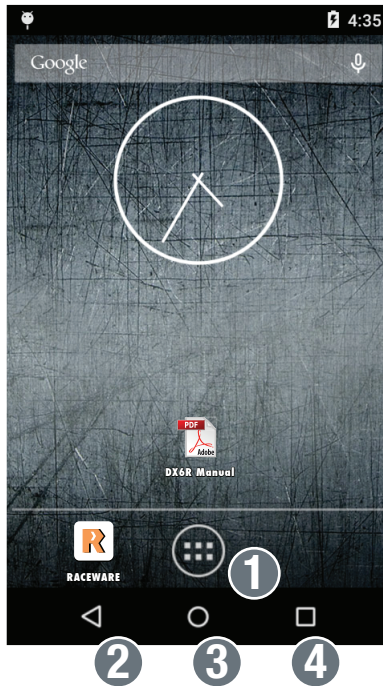 4:35
Google
PDF
Adobe
DX6R Manual
R
RACEWARE
1
2 3 4